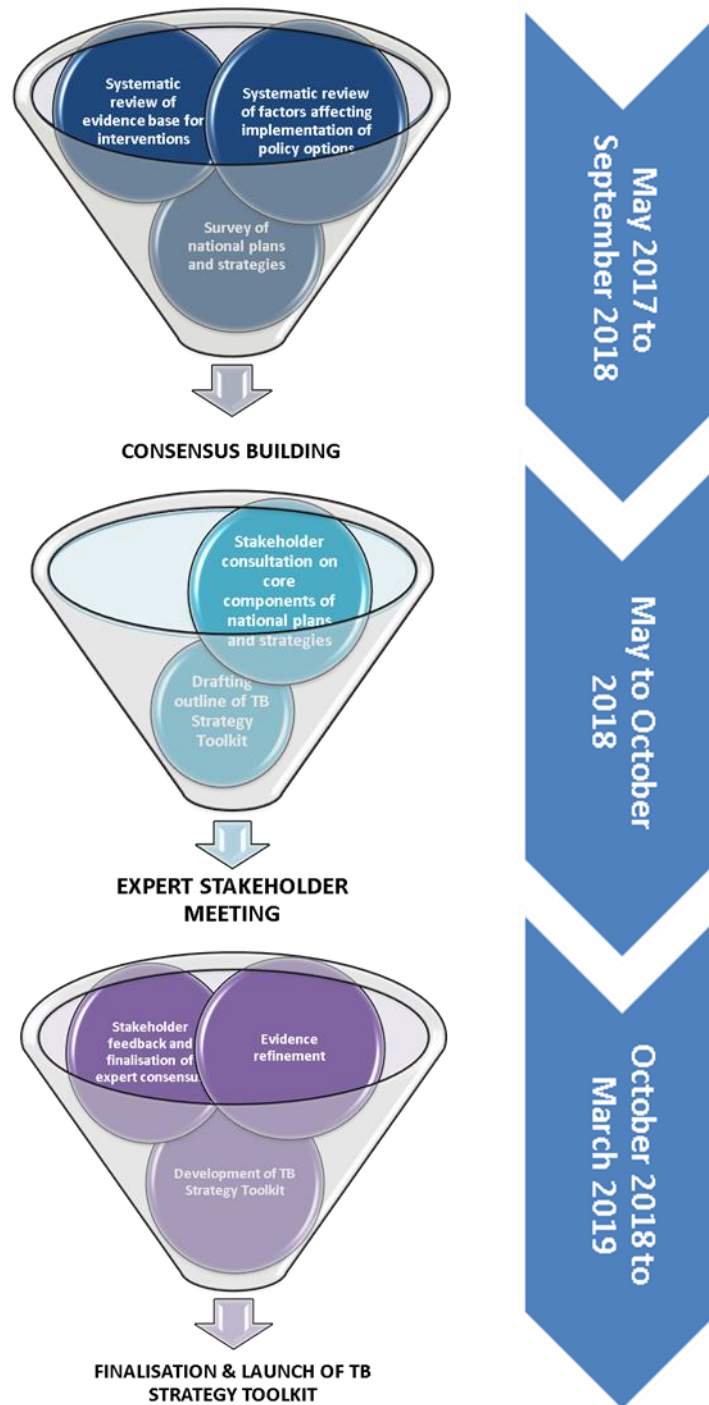 Systematic
review of
evidence base for
interventions
Systematic review
of factors affecting
implementation of
policy options
Survey of
national plans
and strategies
May 2017 to
September 2018
CONSENSUS BUILDING
Stakeholder
consultation on
core
components of
national plans
and strategies
Drafting
outline of TB
Strategy
Toolkit
May to October
2018
EXPERT STAKEHOLDER
MEETING
Stakeholder
feedback and
finalisation of
expert consensu
Evidence
refinement
Development of TB
Strategy Toolkit
October 2018 to
March 2019
FINALISATION & LAUNCH OF TB
STRATEGY TOOLKIT